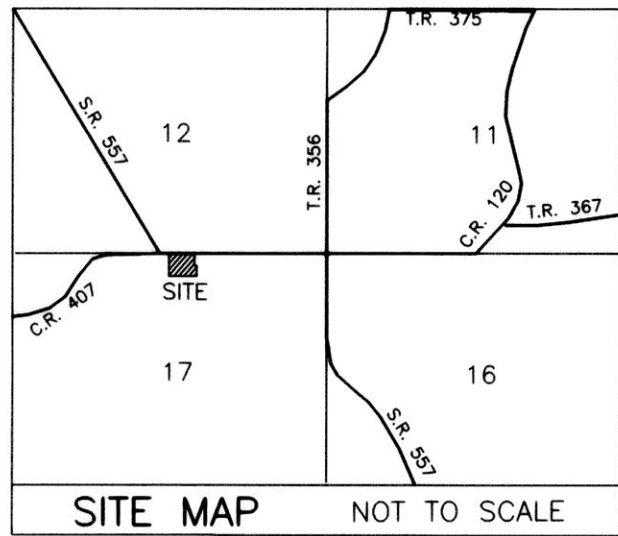 T.R. 375
S.R. 557
12
T.R. 356
11
C.R. 120
T.R. 367
SITE
C.R. 407
17
16
S.R. 557
SITE MAP
NOT TO SCALE